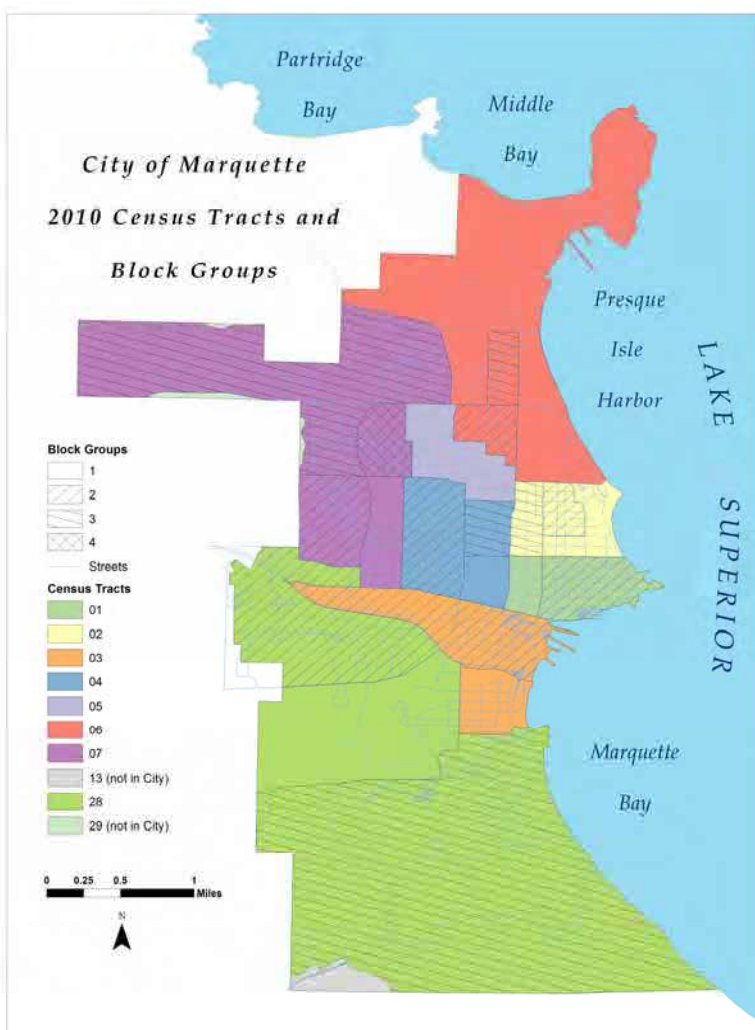 Partridge
Bay
Middle
Bay
City of Marquette
2010 Census Tracts and
Block Groups
Presque
Isle
Harbor
LAKE SUPERIOR
Block Groups
1
2
3
4
Streets
Census Tracts
01
02
03
04
05
06
07
13 (not in City)
28
29 (not in City)
Marquette
Bay
0 0.25 0.5 1
Miles
N